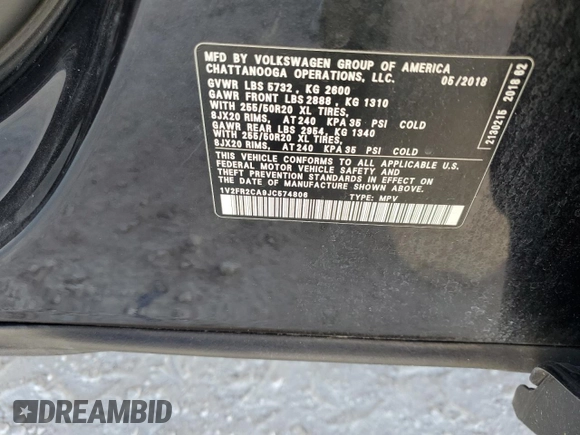 MFD BY VOLKSWAGEN GROUP OF AMERICA
CHATTANOOGA OPERATIONS, LLC. 05/2018
GVWR LBS 5732 , KG 2600
GAWR FRONT LBS 2888 , KG 1310
WITH 255/50R20 XL TIRES,
8JX20 RIMS, AT 240 KPA 35 PSI COLD
GAWR REAR LBS 2954, KG 1340
WITH 255/50R20 XL TIRES,
8JX20 RIMS, AT 240 KPA 35 PSI COLD
THIS VEHICLE CONFORMS TO ALL APPLICABLE U.S.
FEDERAL MOTOR VEHICLE SAFETY AND
THEFT PREVENTION STANDARDS IN EFFECT ON
THE DATE OF MANUFACTURE SHOWN ABOVE.
1V2FR2CA9JC574806 TYPE: MPV
2130215 2018 02
DREAMBID